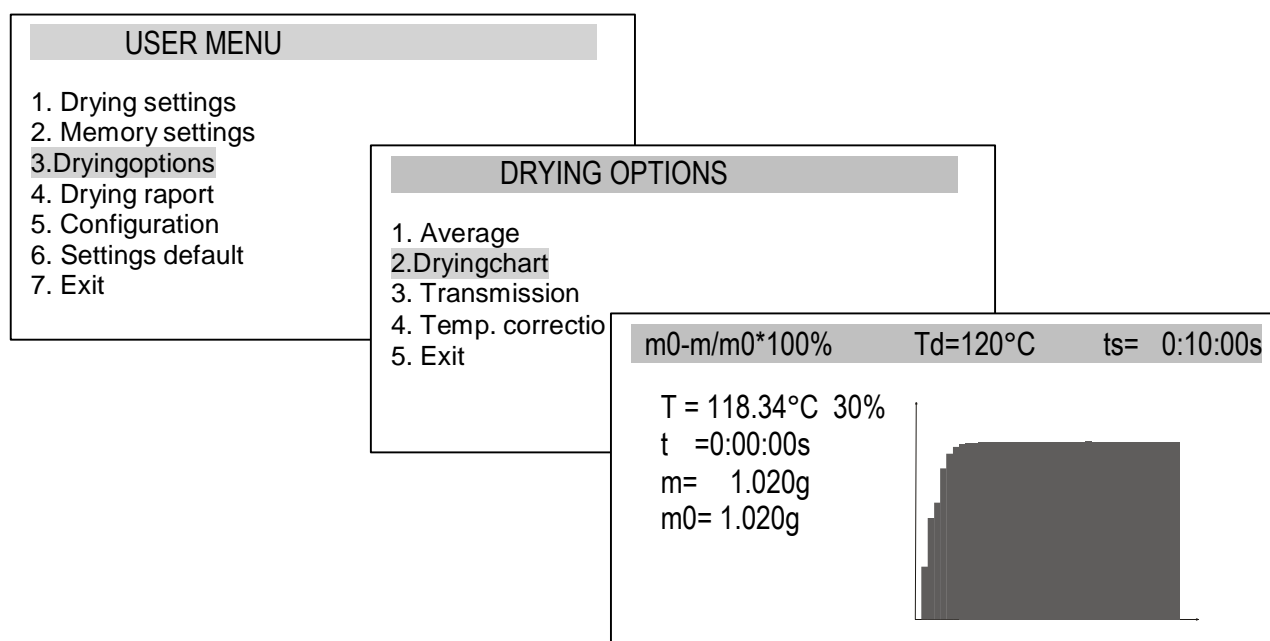 USER MENU
1. Drying settings
2. Memory settings
3.Dryingoptions
4. Drying raport
5. Configuration
6. Settings default
7. Exit
DRYING OPTIONS
1. Average
2.Dryingchart
3. Transmission
4. Temp. correctio
5. Exit
m0-m/m0*100% Td=120°C ts= 0:10:00s
T = 118.34°C 30%
t =0:00:00s
m= 1.020g
m0= 1.020g